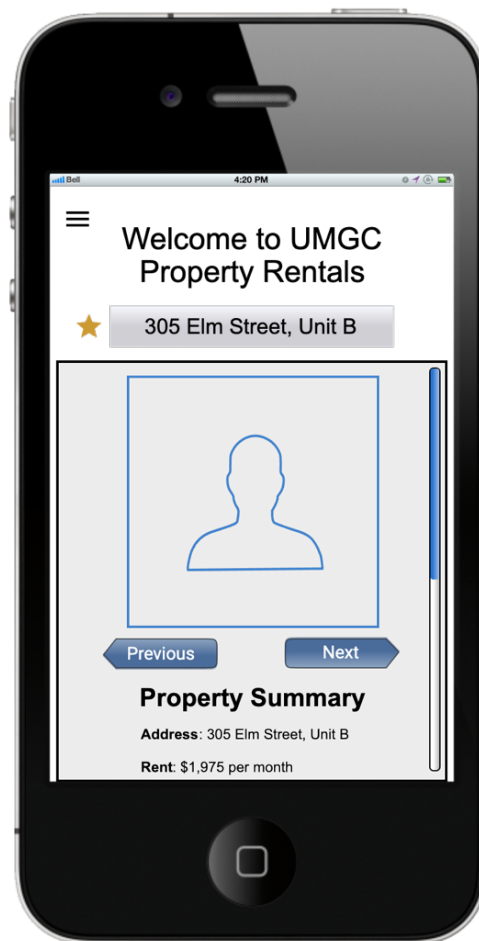 Bell 4:20 PM
Welcome to UMGC
Property Rentals
305 Elm Street, Unit B
Previous Next
Property Summary
Address: 305 Elm Street, Unit B
Rent: $1,975 per month